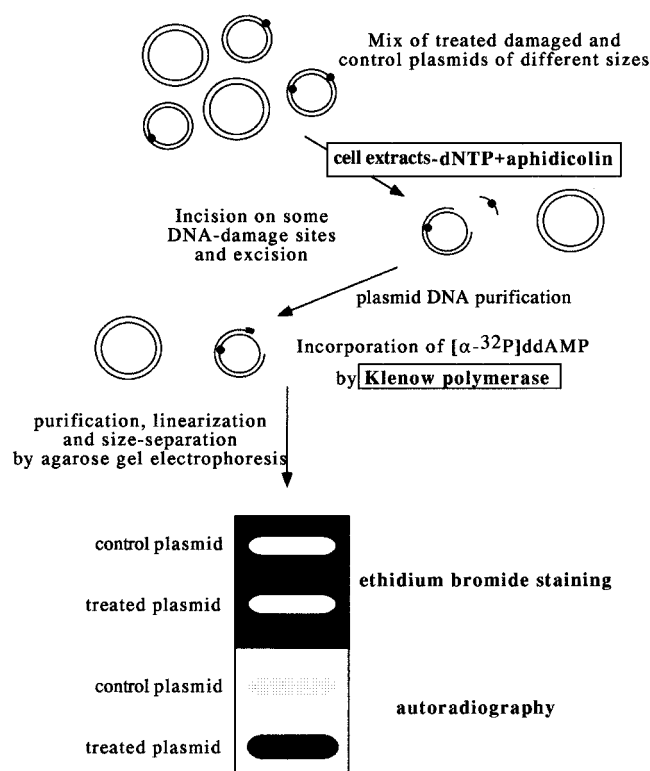 Mix of treated damaged and
control plasmids of different sizes
cell extracts-dNTP+aphidicolin
Incision on some
DNA-damage sites
and excision
plasmid DNA purification
Incorporation of [α-32P]ddAMP
by Klenow polymerase
purification, linearization
and size-separation
by agarose gel electrophoresis
control plasmid
treated plasmid
ethidium bromide staining
control plasmid
treated plasmid
autoradiography